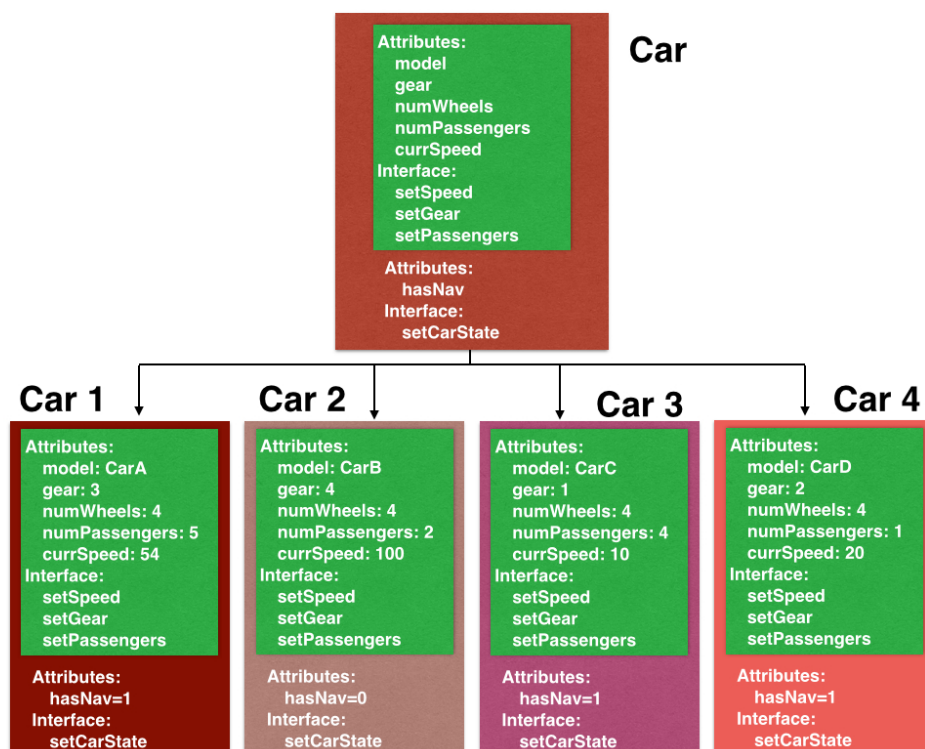 Car
Attributes:
model
gear
numWheels
numPassengers
currSpeed
Interface:
setSpeed
setGear
setPassengers
Attributes:
hasNav
Interface:
setCarState
Car 1
Attributes:
model: CarA
gear: 3
numWheels: 4
numPassengers: 5
currSpeed: 54
Interface:
setSpeed
setGear
setPassengers
Attributes:
hasNav=1
Interface:
setCarState
Car 2
Attributes:
model: CarB
gear: 4
numWheels: 4
numPassengers: 2
currSpeed: 100
Interface:
setSpeed
setGear
setPassengers
Attributes:
hasNav=0
Interface:
setCarState
Car 3
Attributes:
model: CarC
gear: 1
numWheels: 4
numPassengers: 4
currSpeed: 10
Interface:
setSpeed
setGear
setPassengers
Attributes:
hasNav=1
Interface:
setCarState
Car 4
Attributes:
model: CarD
gear: 2
numWheels: 4
numPassengers: 1
currSpeed: 20
Interface:
setSpeed
setGear
setPassengers
Attributes:
hasNav=1
Interface:
setCarState